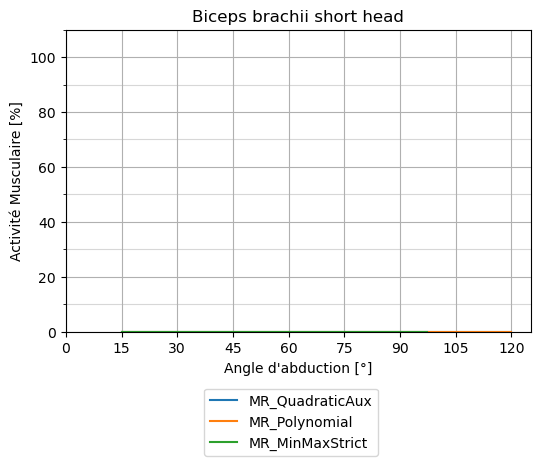 Biceps brachii short head
Activité Musculaire [%]
100
80
60
40
20
0
0 15 30 45 60 75 90 105 120
Angle d'abduction [°]
MR_QuadraticAux
MR_Polynomial
MR_MinMaxStrict